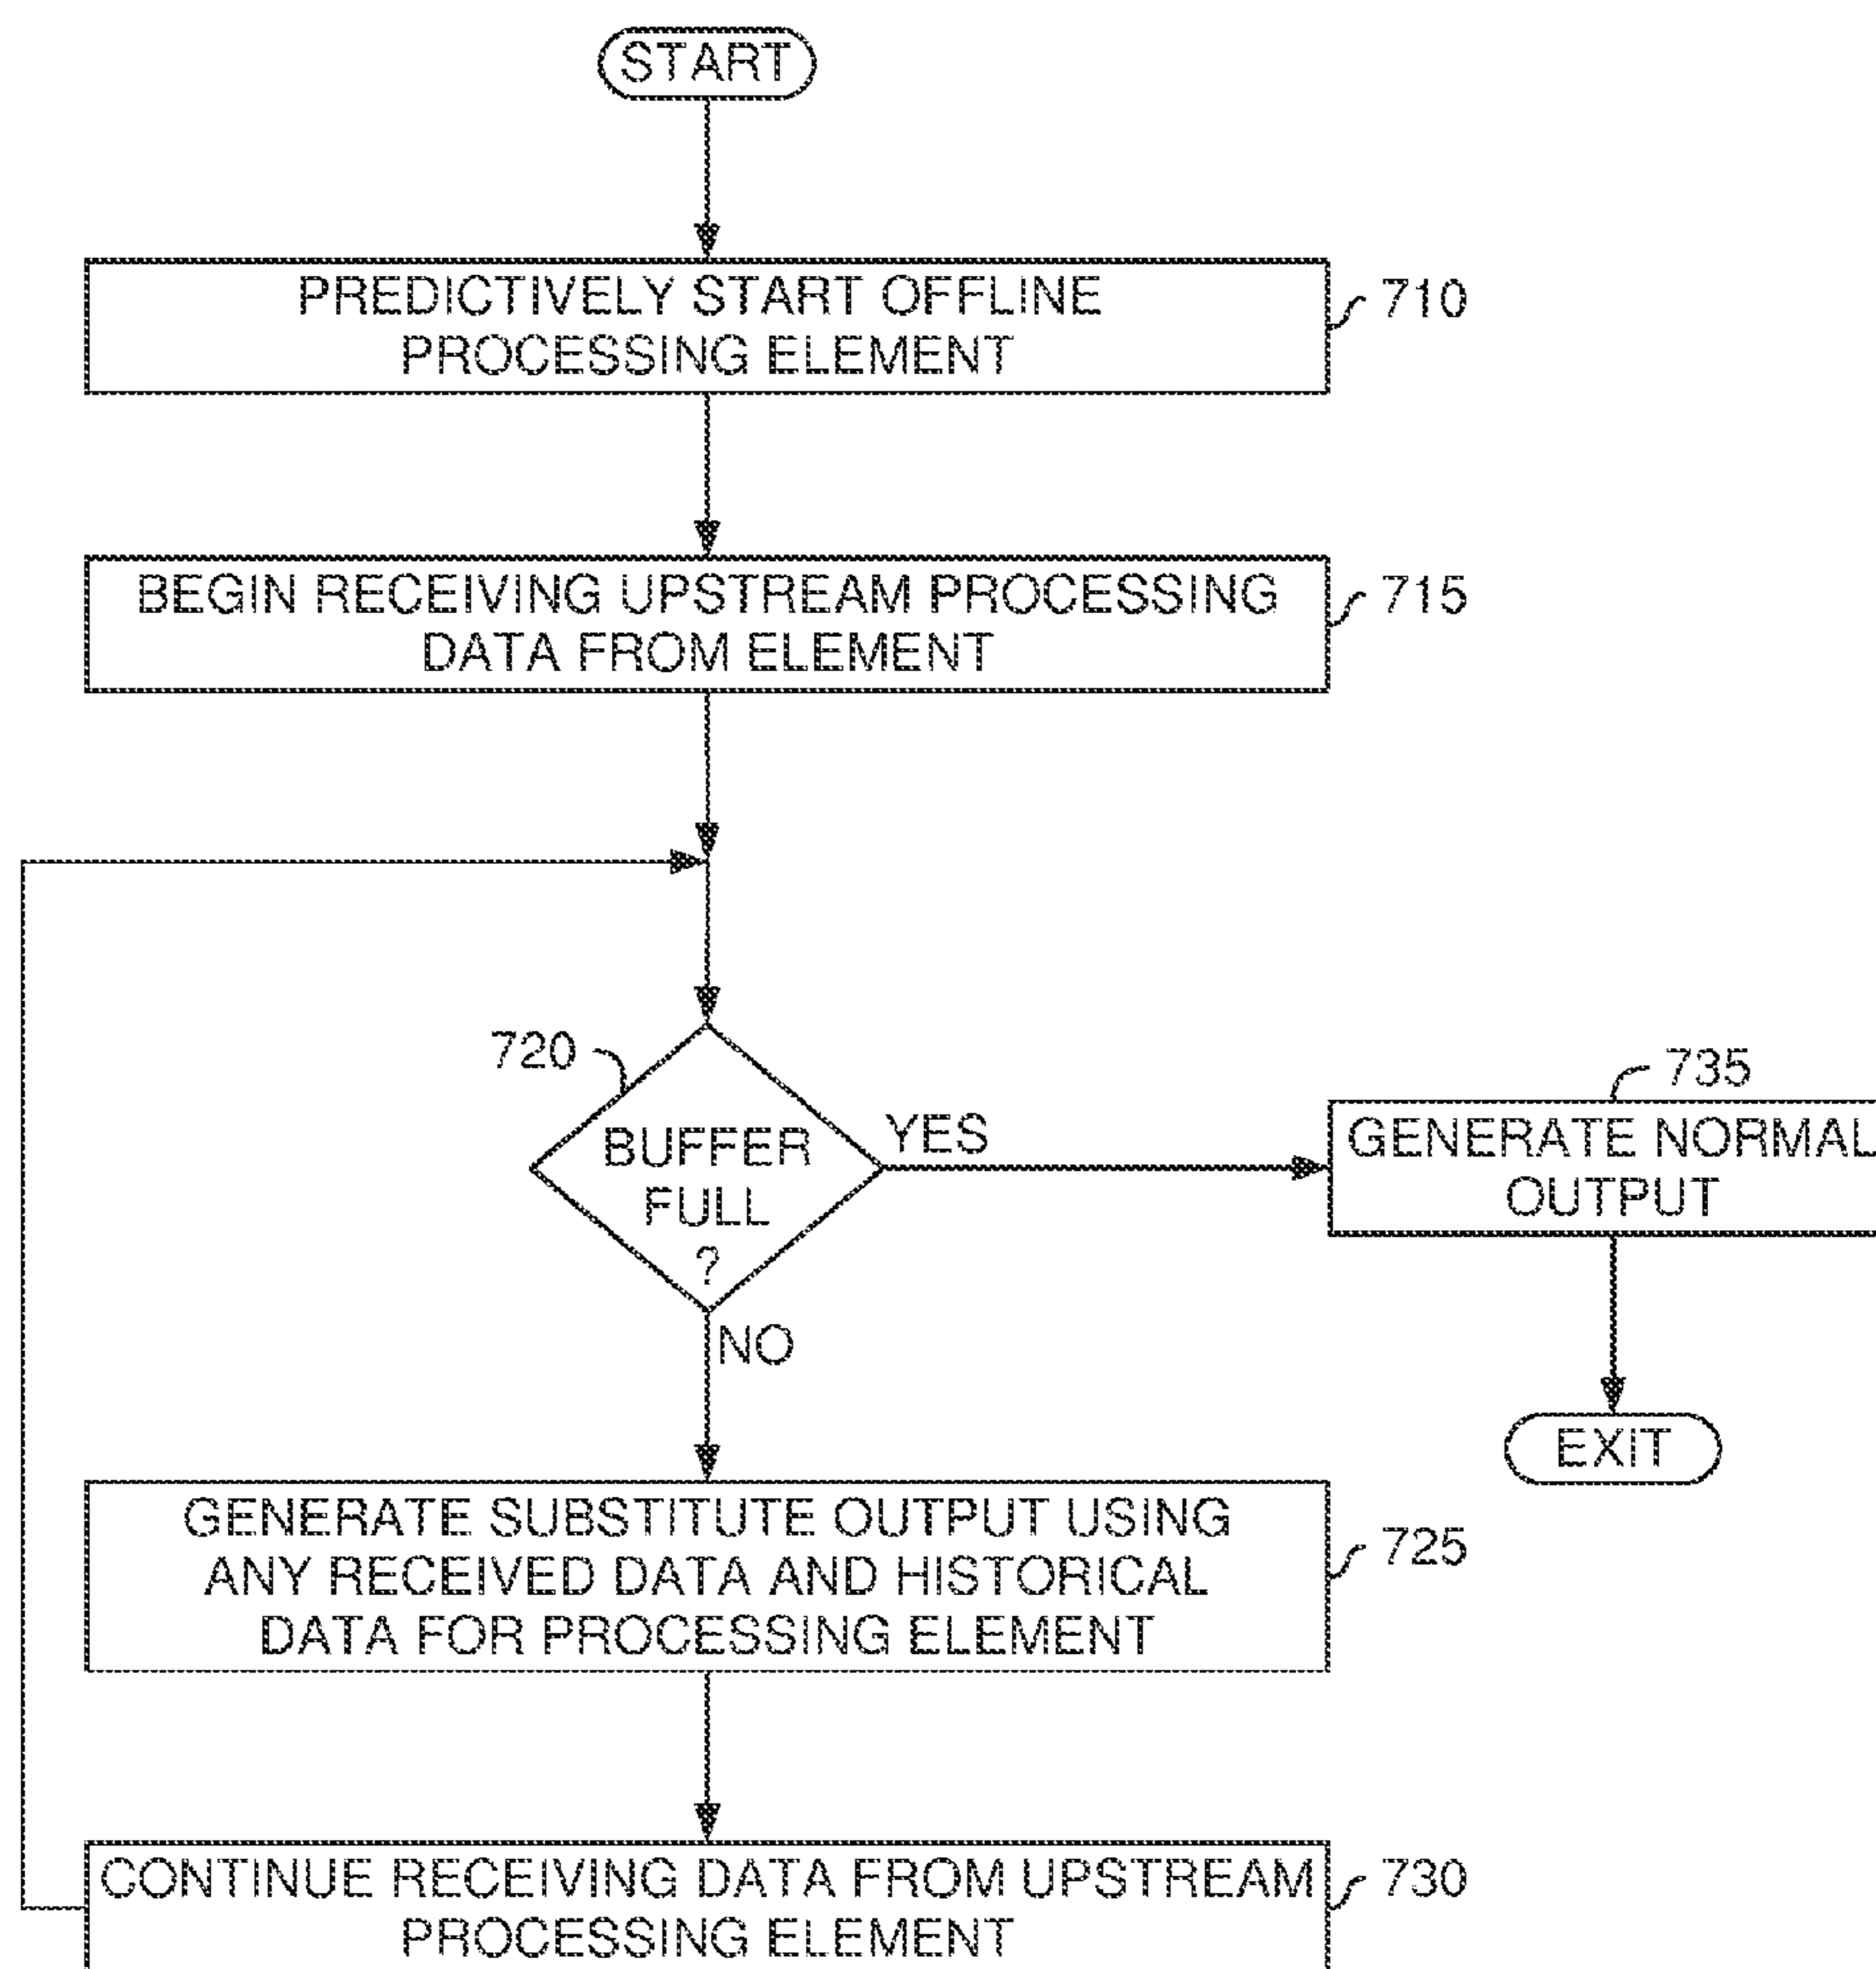 START
PREDICTIVELY START OFFLINE
PROCESSING ELEMENT
710
BEGIN RECEIVING UPSTREAM PROCESSING
DATA FROM ELEMENT
715
720
BUFFER
FULL
?
YES
NO
735
GENERATE NORMAL
OUTPUT
EXIT
GENERATE SUBSTITUTE OUTPUT USING
ANY RECEIVED DATA AND HISTORICAL
DATA FOR PROCESSING ELEMENT
725
CONTINUE RECEIVING DATA FROM UPSTREAM
PROCESSING ELEMENT
730